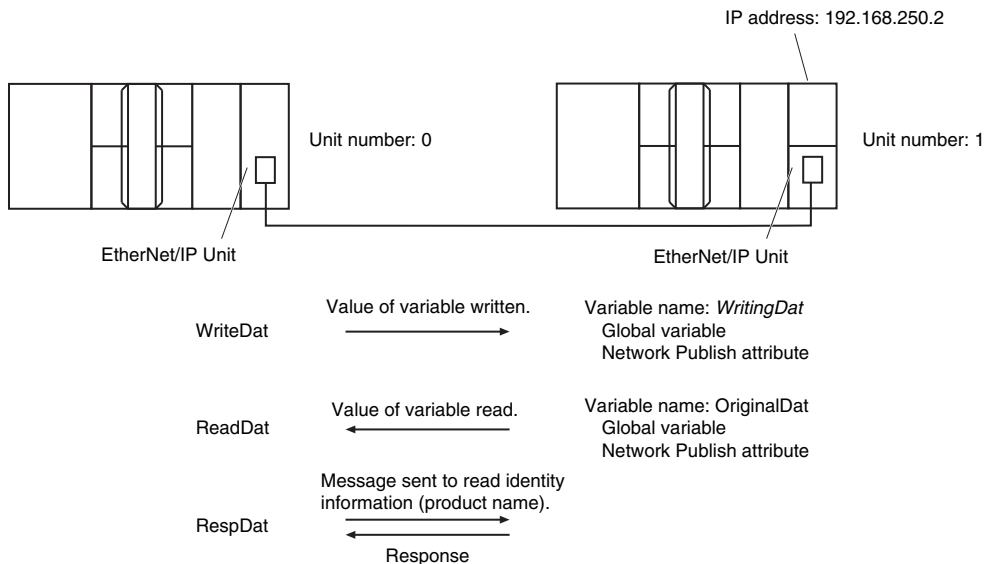 IP address: 192.168.250.2
Unit number: 0
Unit number: 1
EtherNet/IP Unit
EtherNet/IP Unit
Value of variable written.
Variable name: WritingDat
WriteDat
Global variable
Network Publish attribute
Value of variable read.
Variable name: OriginalDat
ReadDat
Global variable
Network Publish attribute
Message sent to read identity
information (product name).
RespDat
Response